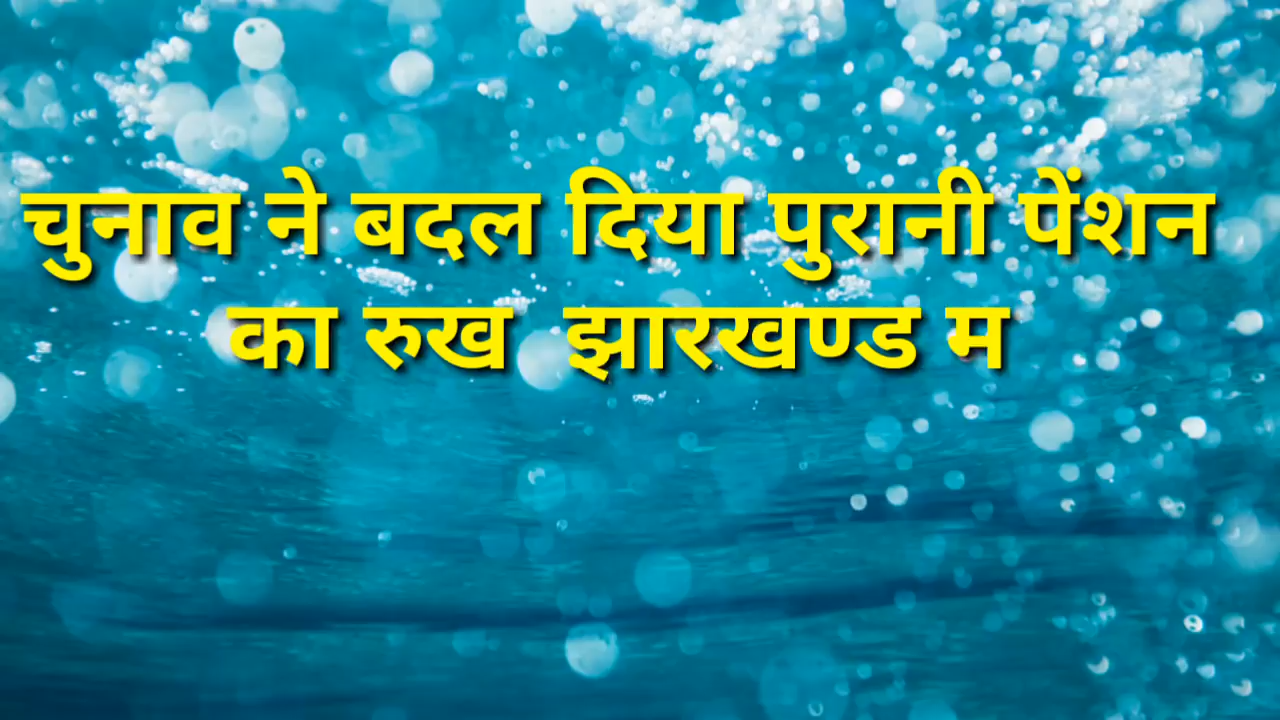 चुनाव ने बदल दिया पुरानी पेंशन
का रुख झारखण्ड म